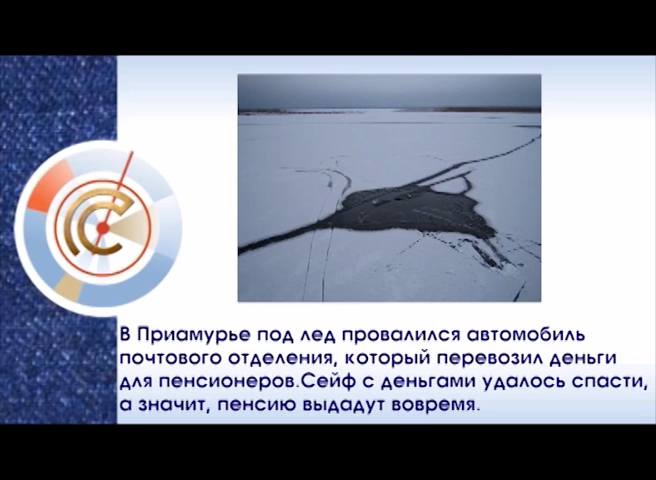 В Приамурье под лед провалился автомобиль
почтового отделения, который перевозил деньги
для пенсионеров.Сейф с деньгами удалось спасти,
а значит, пенсию выдадут вовремя.